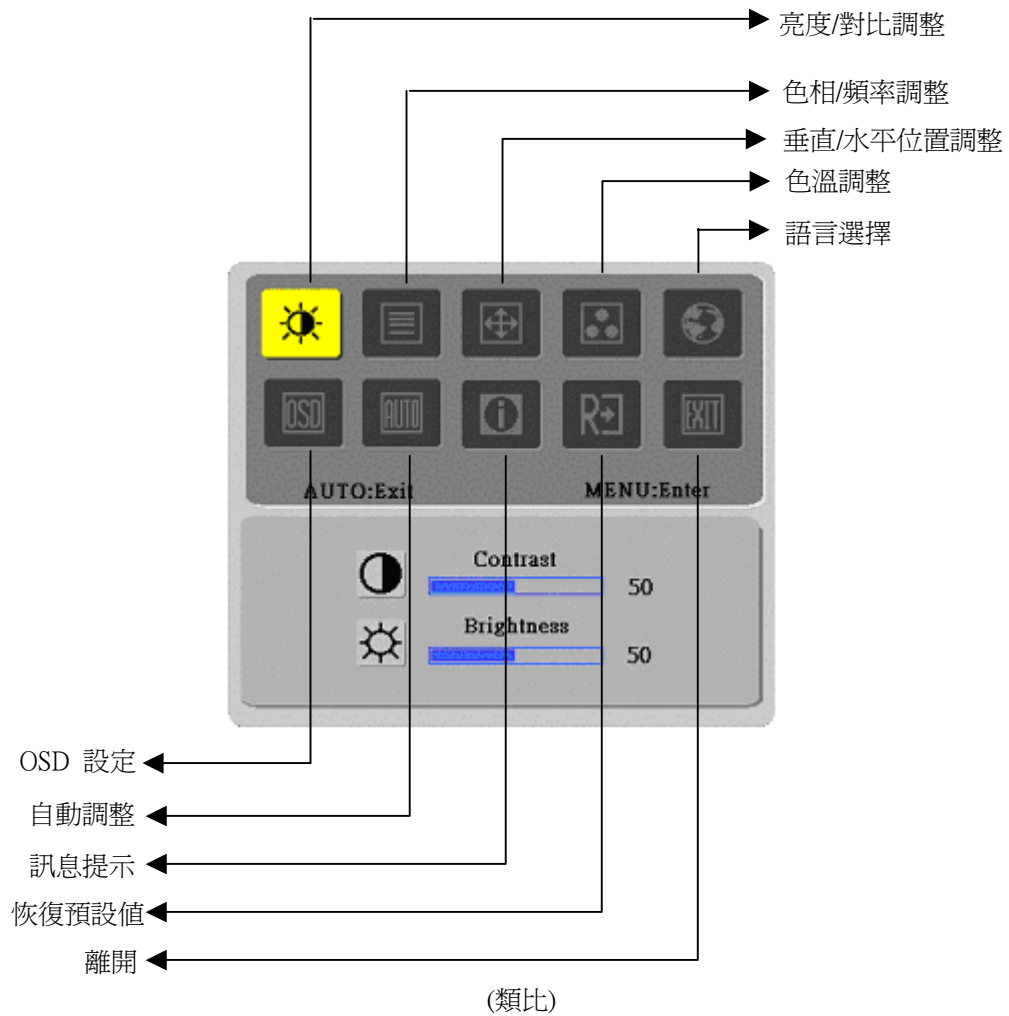 亮度/對比調整
色相/頻率調整
垂直/水平位置調整
色溫調整
語言選擇
OSD
AUTO
EXIT
AUTO:Exit
MENU:Enter
Contrast
50
Brightness
50
OSD 設定
自動調整
訊息提示
恢復預設值
離開
(類比)